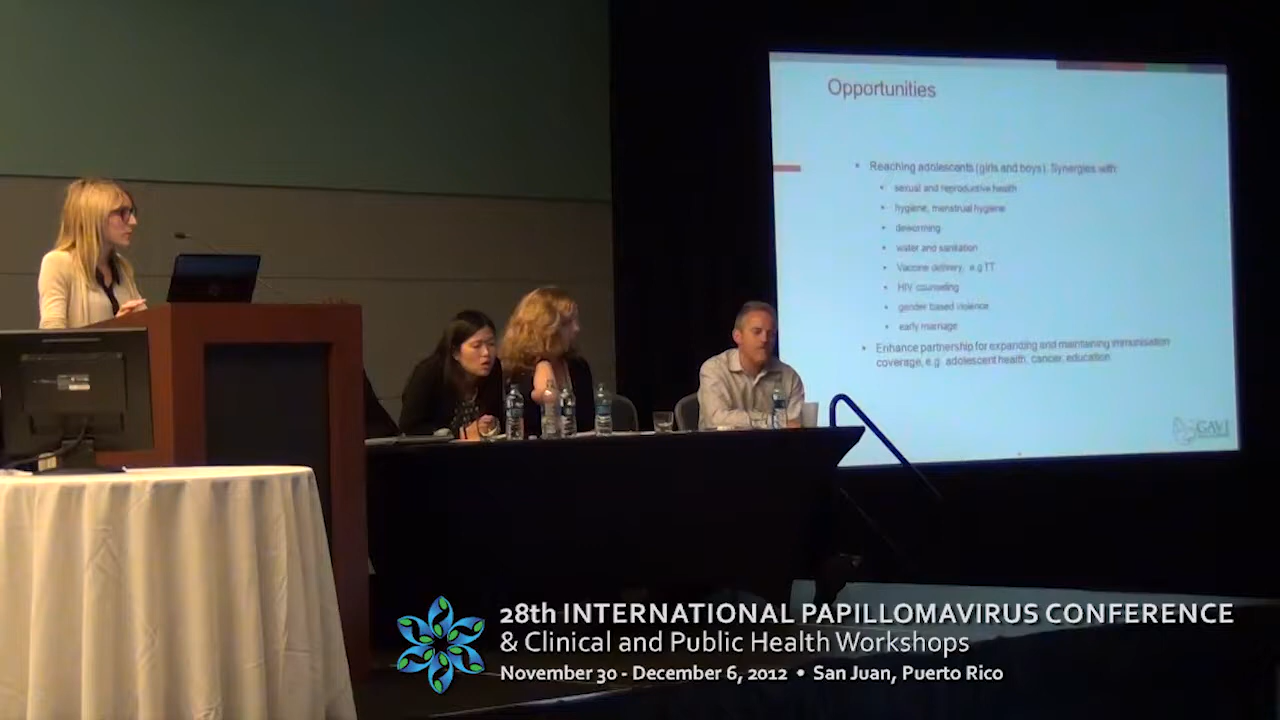 Opportunities
• Reaching adolescents (girls and boys). Synergies with:
• sexual and reproductive health
• hygiene, menstrual hygiene
• deworming
• water and sanitation
• Vaccine delivery, e.g TT
• HIV counseling
• gender based violence
• early marriage
• Enhance partnership for expanding and maintaining immunisation
coverage, e.g. adolescent health, cancer, education.
GAVI
28th INTERNATIONAL PAPILLOMAVIRUS CONFERENCE
& Clinical and Public Health Workshops
November 30 - December 6, 2012 • San Juan, Puerto Rico